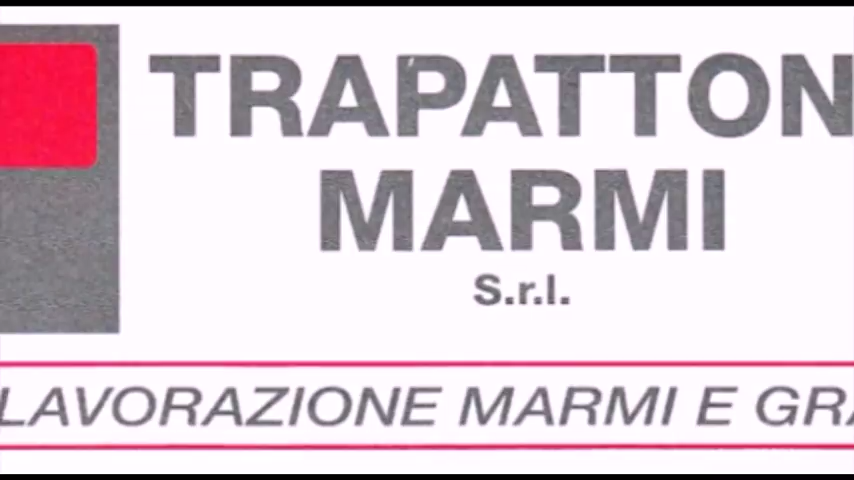 TRAPATTON
MARMI
S.r.l.
LAVORAZIONE MARMI E GRA